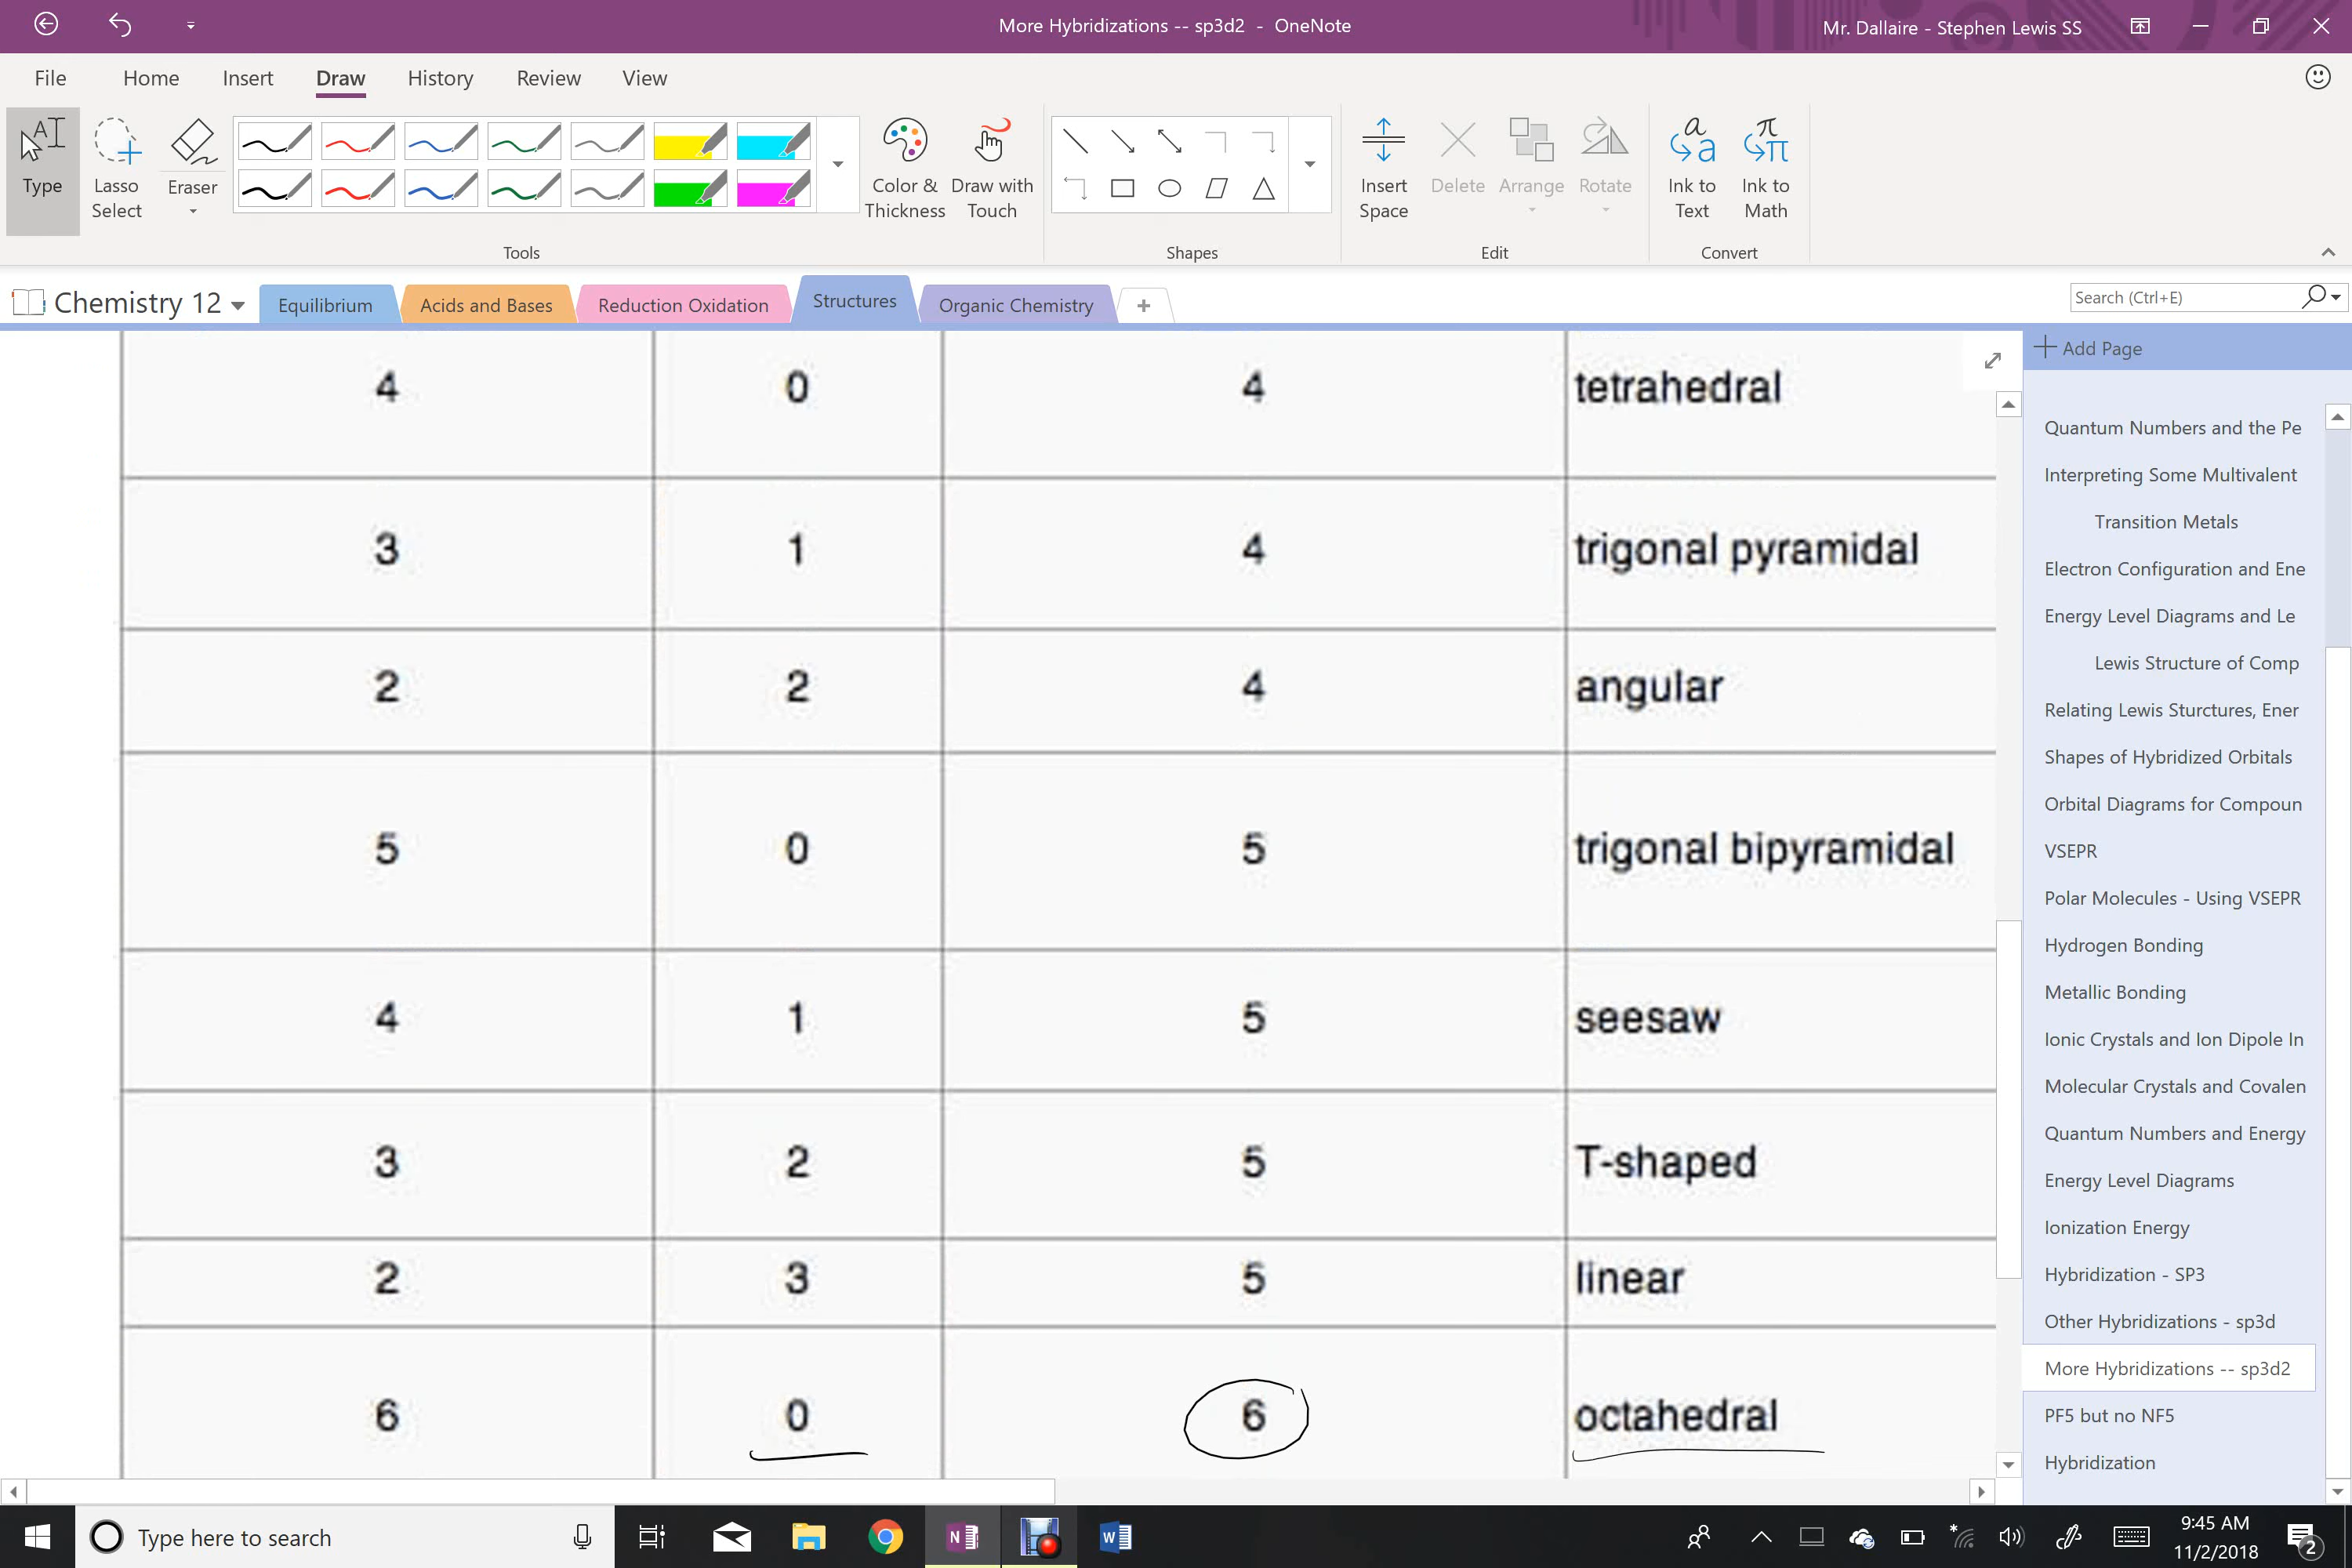 More Hybridizations -- sp3d2 - OneNote
Mr. Dallaire - Stephen Lewis SS
File Home Insert Draw History Review View
Type
Lasso Select
Eraser
Color & Thickness
Draw with Touch
Insert Space
Delete
Arrange
Rotate
Ink to Text
Ink to Math
Tools
Shapes
Edit
Convert
Chemistry 12
Equilibrium
Acids and Bases
Reduction Oxidation
Structures
Organic Chemistry
+
Search (Ctrl+E)
4 0 4 tetrahedral
3 1 4 trigonal pyramidal
2 2 4 angular
5 0 5 trigonal bipyramidal
4 1 5 seesaw
3 2 5 T-shaped
2 3 5 linear
6 0 6 octahedral
Add Page
Quantum Numbers and the Pe
Interpreting Some Multivalent
Transition Metals
Electron Configuration and Ene
Energy Level Diagrams and Le
Lewis Structure of Comp
Relating Lewis Sturctures, Ener
Shapes of Hybridized Orbitals
Orbital Diagrams for Compoun
VSEPR
Polar Molecules - Using VSEPR
Hydrogen Bonding
Metallic Bonding
Ionic Crystals and Ion Dipole In
Molecular Crystals and Covalen
Quantum Numbers and Energy
Energy Level Diagrams
Ionization Energy
Hybridization - SP3
Other Hybridizations - sp3d
More Hybridizations -- sp3d2
PF5 but no NF5
Hybridization
Type here to search
9:45 AM
11/2/2018
2